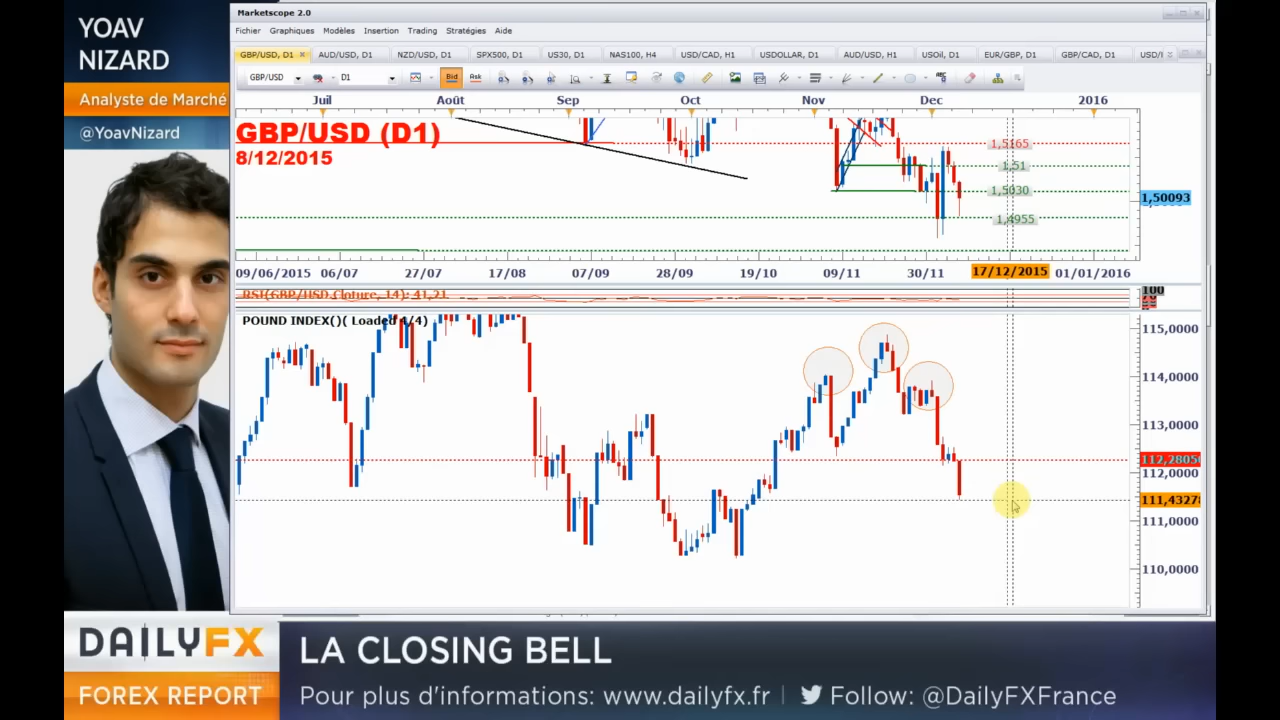 YOAV
NIZARD
Analyste de Marché
@YoavNizard
Marketscope 2.0
Fichier Graphiques Modèles Insertion Trading Stratégies Aide
GBP/USD, D1 AUD/USD, D1 NZD/USD, D1 SPX500, D1 US30, D1 NAS100, H4 USD/CAD, H1 USDOLLAR, D1 AUD/USD, H1 USOil, D1 EUR/GBP, D1 GBP/CAD, D1
GBP/USD D1 Bid Ask
Juil Août Sep Oct Nov Dec 2016
GBP/USD (D1)
8/12/2015
1,5165
1,51
1,5030
1,50093
1,4955
09/06/2015 06/07 27/07 17/08 07/09 28/09 19/10 09/11 30/11 17/12/2015 01/01/2016
RSI(GBP/USD.Cloture, 14): 41,21
100
POUND INDEX()( Loaded 4/4)
115,0000
114,0000
113,0000
112,2805
112,0000
111,4327
111,0000
110,0000
DAILYFX
FOREX REPORT
LA CLOSING BELL
Pour plus d'informations: www.dailyfx.fr | Follow: @DailyFXFrance